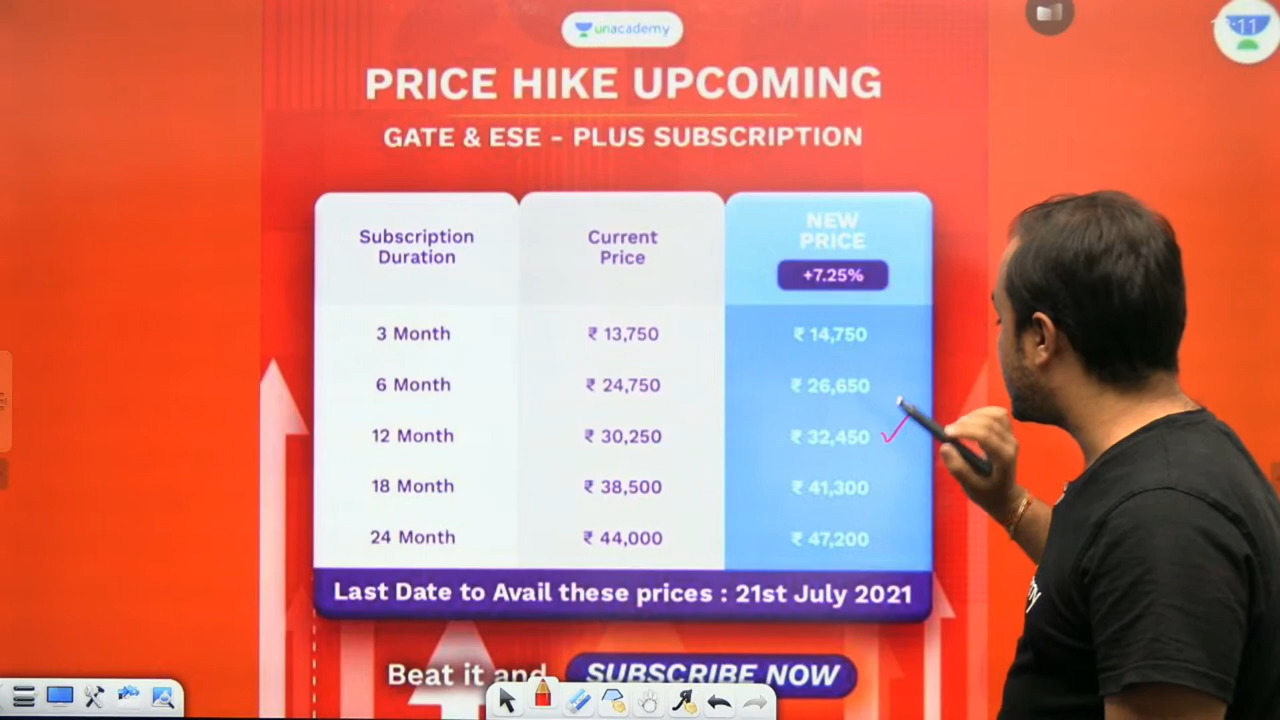 unacademy
PRICE HIKE UPCOMING
GATE & ESE - PLUS SUBSCRIPTION
Subscription Duration
Current Price
NEW PRICE
+7.25%
3 Month ₹ 13,750 ₹ 14,750
6 Month ₹ 24,750 ₹ 26,650
12 Month ₹ 30,250 ₹ 32,450
18 Month ₹ 38,500 ₹ 41,300
24 Month ₹ 44,000 ₹ 47,200
Last Date to Avail these prices : 21st July 2021
Beat it and SUBSCRIBE NOW